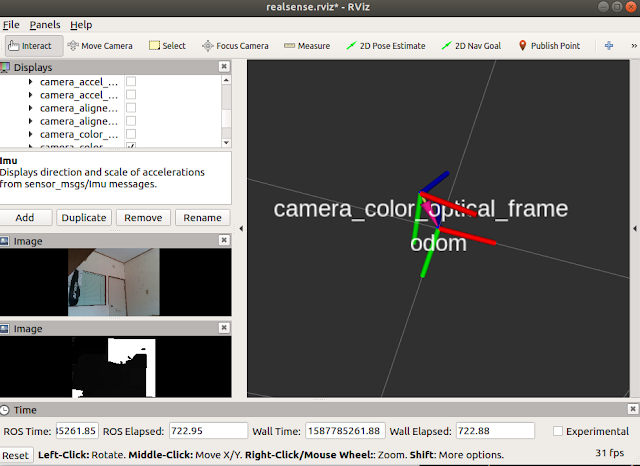 realsense.rviz* - RViz
File Panels Help
Interact Move Camera Select Focus Camera Measure 2D Pose Estimate 2D Nav Goal Publish Point »
Displays
camera_accel_...
camera_accel_...
camera_aligne...
camera_aligne...
camera_color_...
camera_color_...
Imu
Displays direction and scale of accelerations
from sensor_msgs/Imu messages.
Add Duplicate Remove Rename
Image
Image
camera_color_optical_frame
odom
Time
ROS Time: 35261.85 ROS Elapsed: 722.95 Wall Time: 1587785261.88 Wall Elapsed: 722.88 Experimental
Reset Left-Click: Rotate. Middle-Click: Move X/Y. Right-Click/Mouse Wheel:: Zoom. Shift: More options. 31 fps